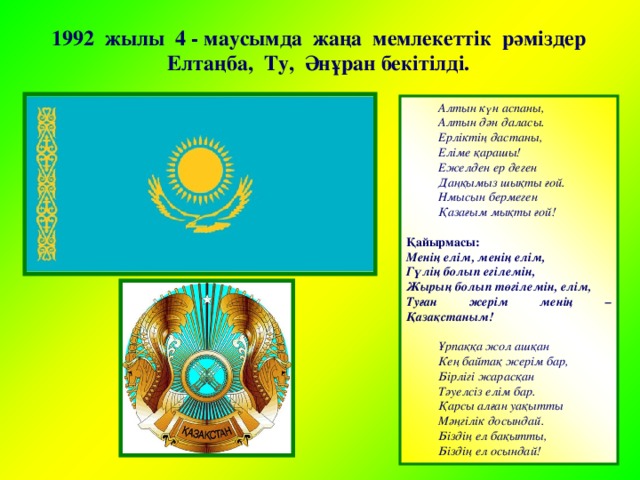 1992 жылы 4 - маусымда жаңа мемлекеттік рәміздер
Елтаңба, Ту, Әнұран бекітілді.
Алтын күн аспаны,
Алтын дән даласы.
Ерліктің дастаны,
Еліме қарашы!
Ежелден ер деген
Даңқымыз шықты ғой.
Нмысын бермеген
Қазағым мықты ғой!
Қайырмасы:
Менің елім, менің елім,
Гүлің болып егілемін,
Жырың болып төгілемін, елім,
Туған жерім менің –
Қазақстаным!
Ұрпаққа жол ашқан
Кең байтақ жерім бар,
Бірлігі жарасқан
Тәуелсіз елім бар.
Қарсы алған уақытты
Мәңгілік досындай.
Біздің ел бақытты,
Біздің ел осындай!
ҚАЗАҚСТАН